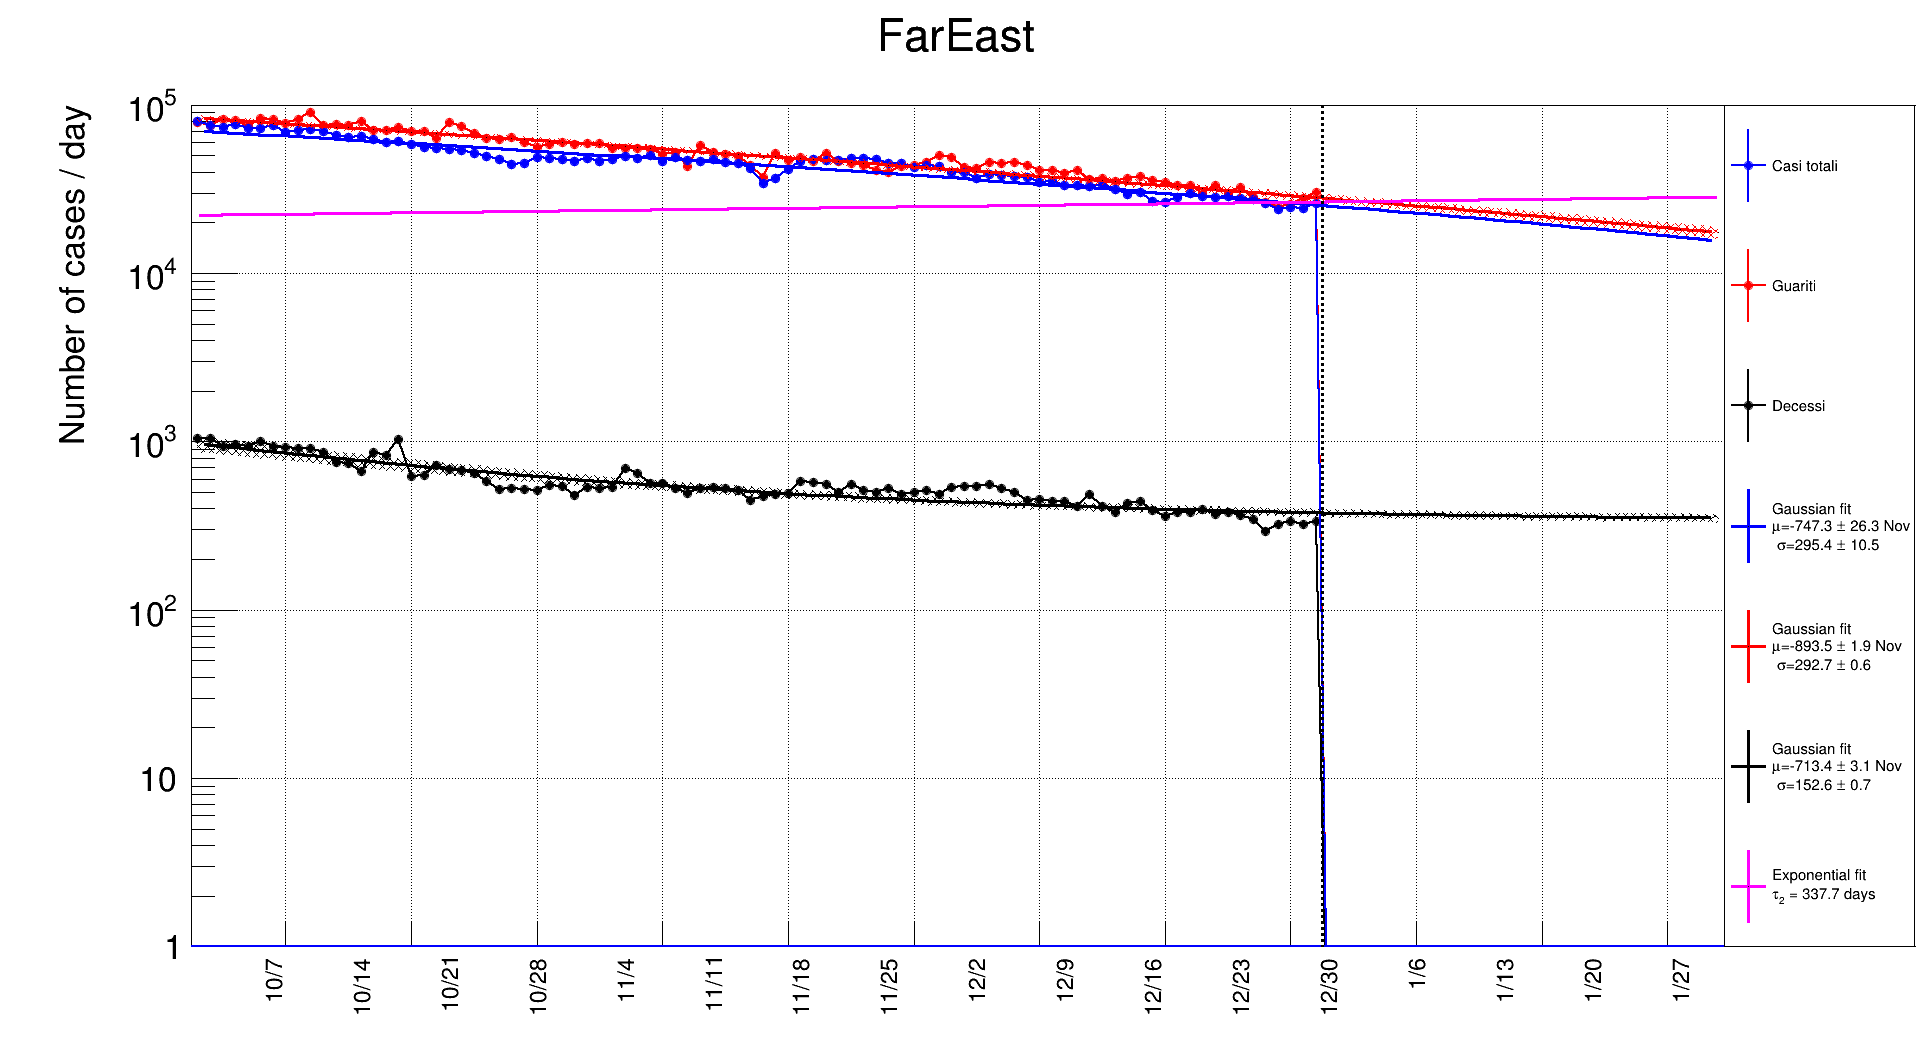 FarEast
Number of cases / day
10^5
10^4
10^3
10^2
10
1
10/7
10/14
10/21
10/28
11/4
11/11
11/18
11/25
12/2
12/9
12/16
12/23
12/30
1/6
1/13
1/20
1/27
Casi totali
Guariti
Decessi
Gaussian fit
μ=-747.3 ± 26.3 Nov
σ=295.4 ± 10.5
Gaussian fit
μ=-893.5 ± 1.9 Nov
σ=292.7 ± 0.6
Gaussian fit
μ=-713.4 ± 3.1 Nov
σ=152.6 ± 0.7
Exponential fit
τ₂ = 337.7 days